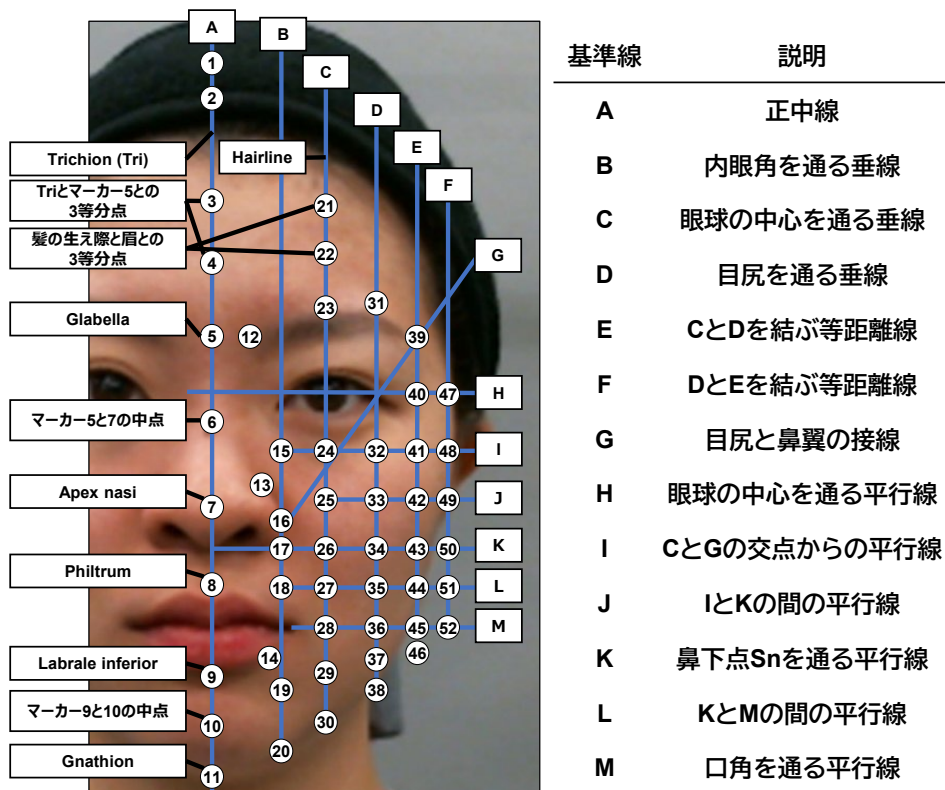 A
B
C
D
E
F
G
H
I
J
K
L
M
Trichion (Tri)
Hairline
Triとマーカー5との
3等分点
髪の生え際と眉との
3等分点
Glabella
マーカー5と7の中点
Apex nasi
Philtrum
Labrale inferior
マーカー9と10の中点
Gnathion
1
2
3
4
5
6
7
8
9
10
11
12
13
14
15
16
17
18
19
20
21
22
23
24
25
26
27
28
29
30
31
32
33
34
35
36
37
38
39
40
41
42
43
44
45
46
47
48
49
50
51
52
基準線 説明
A 正中線
B 内眼角を通る垂線
C 眼球の中心を通る垂線
D 目尻を通る垂線
E CとDを結ぶ等距離線
F DとEを結ぶ等距離線
G 目尻と鼻翼の接線
H 眼球の中心を通る平行線
I CとGの交点からの平行線
J IとKの間の平行線
K 鼻下点Snを通る平行線
L KとMの間の平行線
M 口角を通る平行線